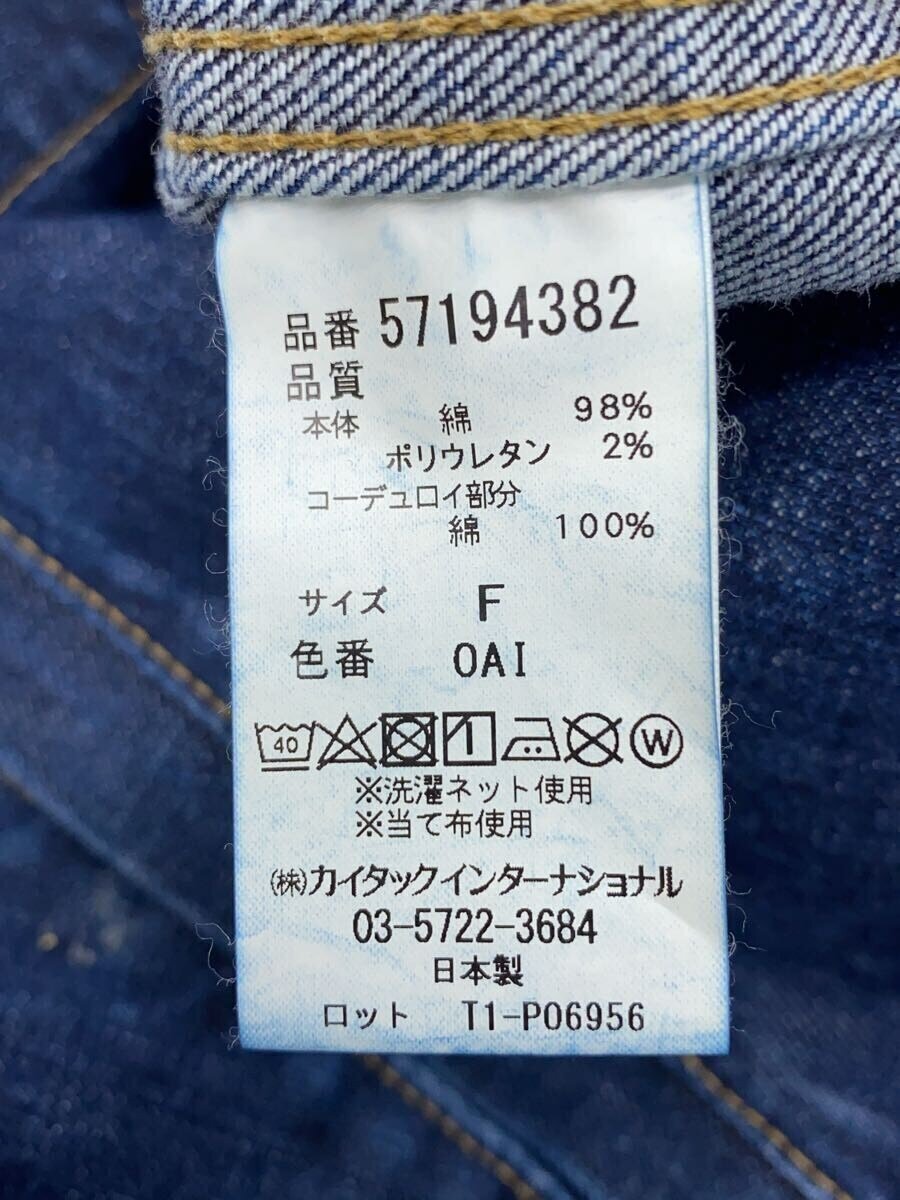 品番 57194382
品質
本体 綿 98%
ポリウレタン 2%
コーデュロイ部分
綿 100%
サイズ F
色番 0AI
40 W
※洗濯ネット使用
※当て布使用
㈱カイタックインターナショナル
03-5722-3684
日本製
ロット T1-P06956